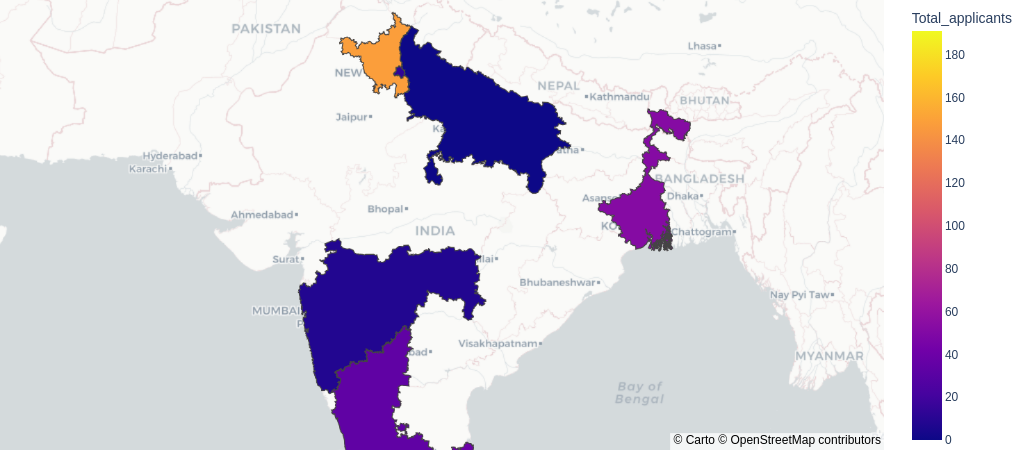 Total_applicants
PAKISTAN
Lhasa
NEW
NEPAL
Kathmandu
BHUTAN
Jaipur
Hyderabad
Karachi
BANGLADESH
Dhaka
Ahmedabad
Bhopal
INDIA
Chattogram
Surat
Bhubaneshwar
MUMBAI
Nay Pyi Taw
Visakhapatnam
MYANMAR
Bay of
Bengal
180
160
140
120
100
80
60
40
20
0
© Carto © OpenStreetMap contributors